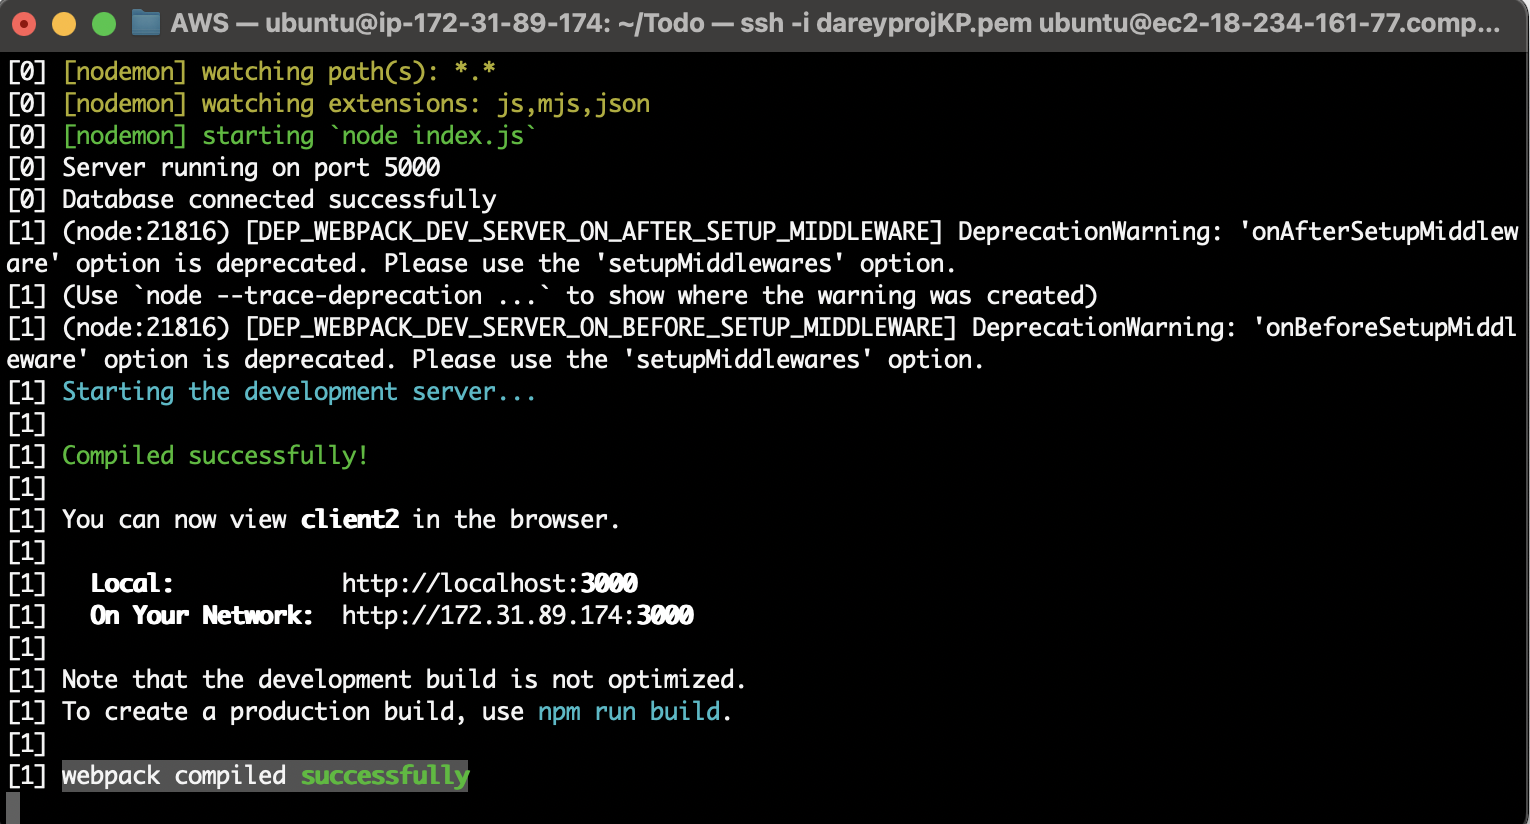 AWS — ubuntu@ip-172-31-89-174: ~/Todo — ssh -i dareyprojKP.pem ubuntu@ec2-18-234-161-77.comp...
[0] [nodemon] watching path(s): *.*
[0] [nodemon] watching extensions: js,mjs,json
[0] [nodemon] starting `node index.js`
[0] Server running on port 5000
[0] Database connected successfully
[1] (node:21816) [DEP_WEBPACK_DEV_SERVER_ON_AFTER_SETUP_MIDDLEWARE] DeprecationWarning: 'onAfterSetupMiddlew
are' option is deprecated. Please use the 'setupMiddlewares' option.
[1] (Use `node --trace-deprecation ...` to show where the warning was created)
[1] (node:21816) [DEP_WEBPACK_DEV_SERVER_ON_BEFORE_SETUP_MIDDLEWARE] DeprecationWarning: 'onBeforeSetupMiddl
eware' option is deprecated. Please use the 'setupMiddlewares' option.
[1] Starting the development server...
[1]
[1] Compiled successfully!
[1]
[1] You can now view client2 in the browser.
[1]
[1]   Local:            http://localhost:3000
[1]   On Your Network:  http://172.31.89.174:3000
[1]
[1] Note that the development build is not optimized.
[1] To create a production build, use npm run build.
[1]
[1] webpack compiled successfully